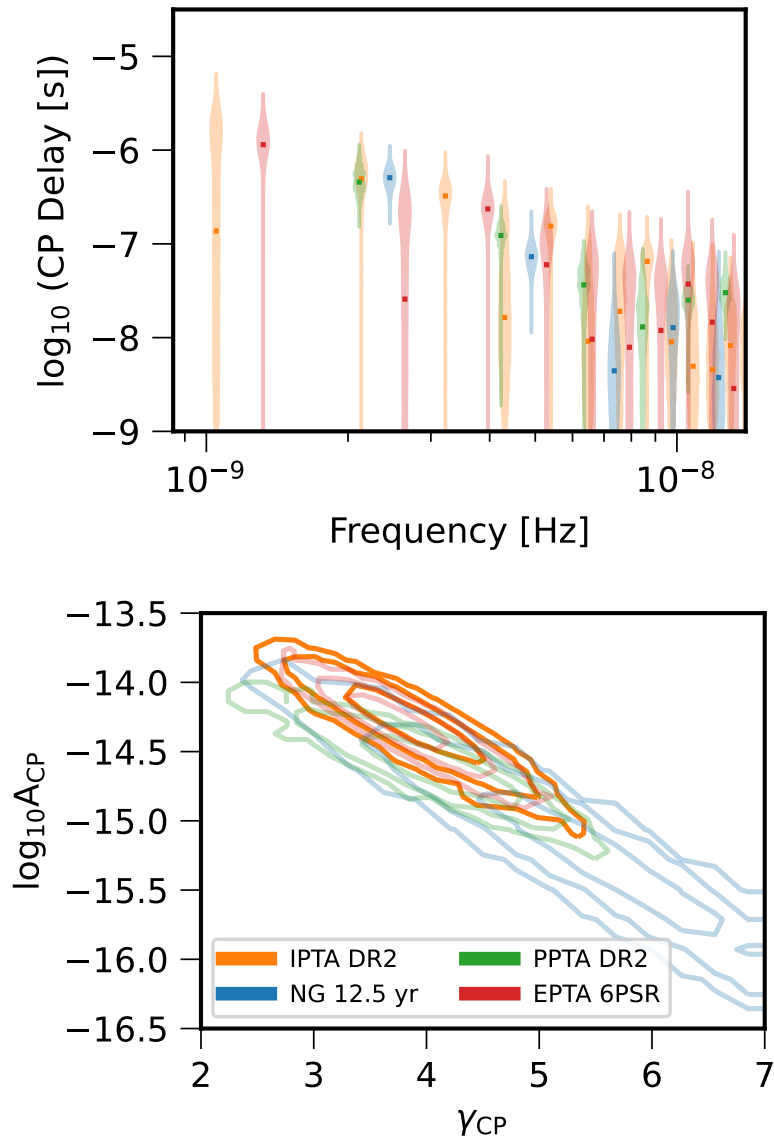 log₁₀ (CP Delay [s])
−5
−6
−7
−8
−9
10⁻⁹
10⁻⁸
Frequency [Hz]
log₁₀A_CP
−13.5
−14.0
−14.5
−15.0
−15.5
−16.0
−16.5
IPTA DR2
PPTA DR2
NG 12.5 yr
EPTA 6PSR
2
3
4
5
6
7
γ_CP